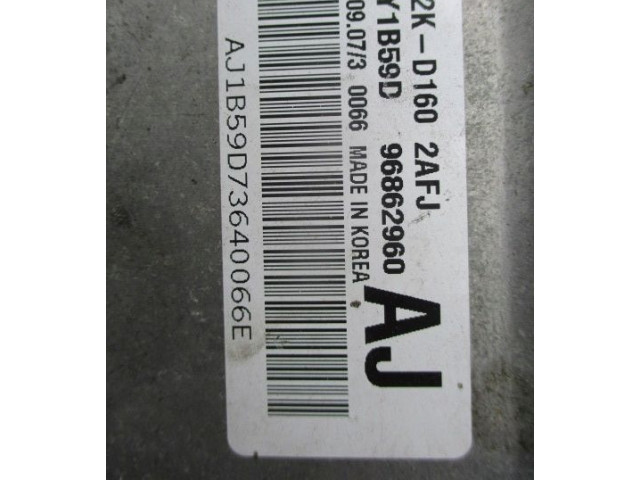 2K-D160 2AFJ
Y1B59D 96862960
09.07/3 0066 MADE IN KOREA
AJ
AJ1B59D73640066E